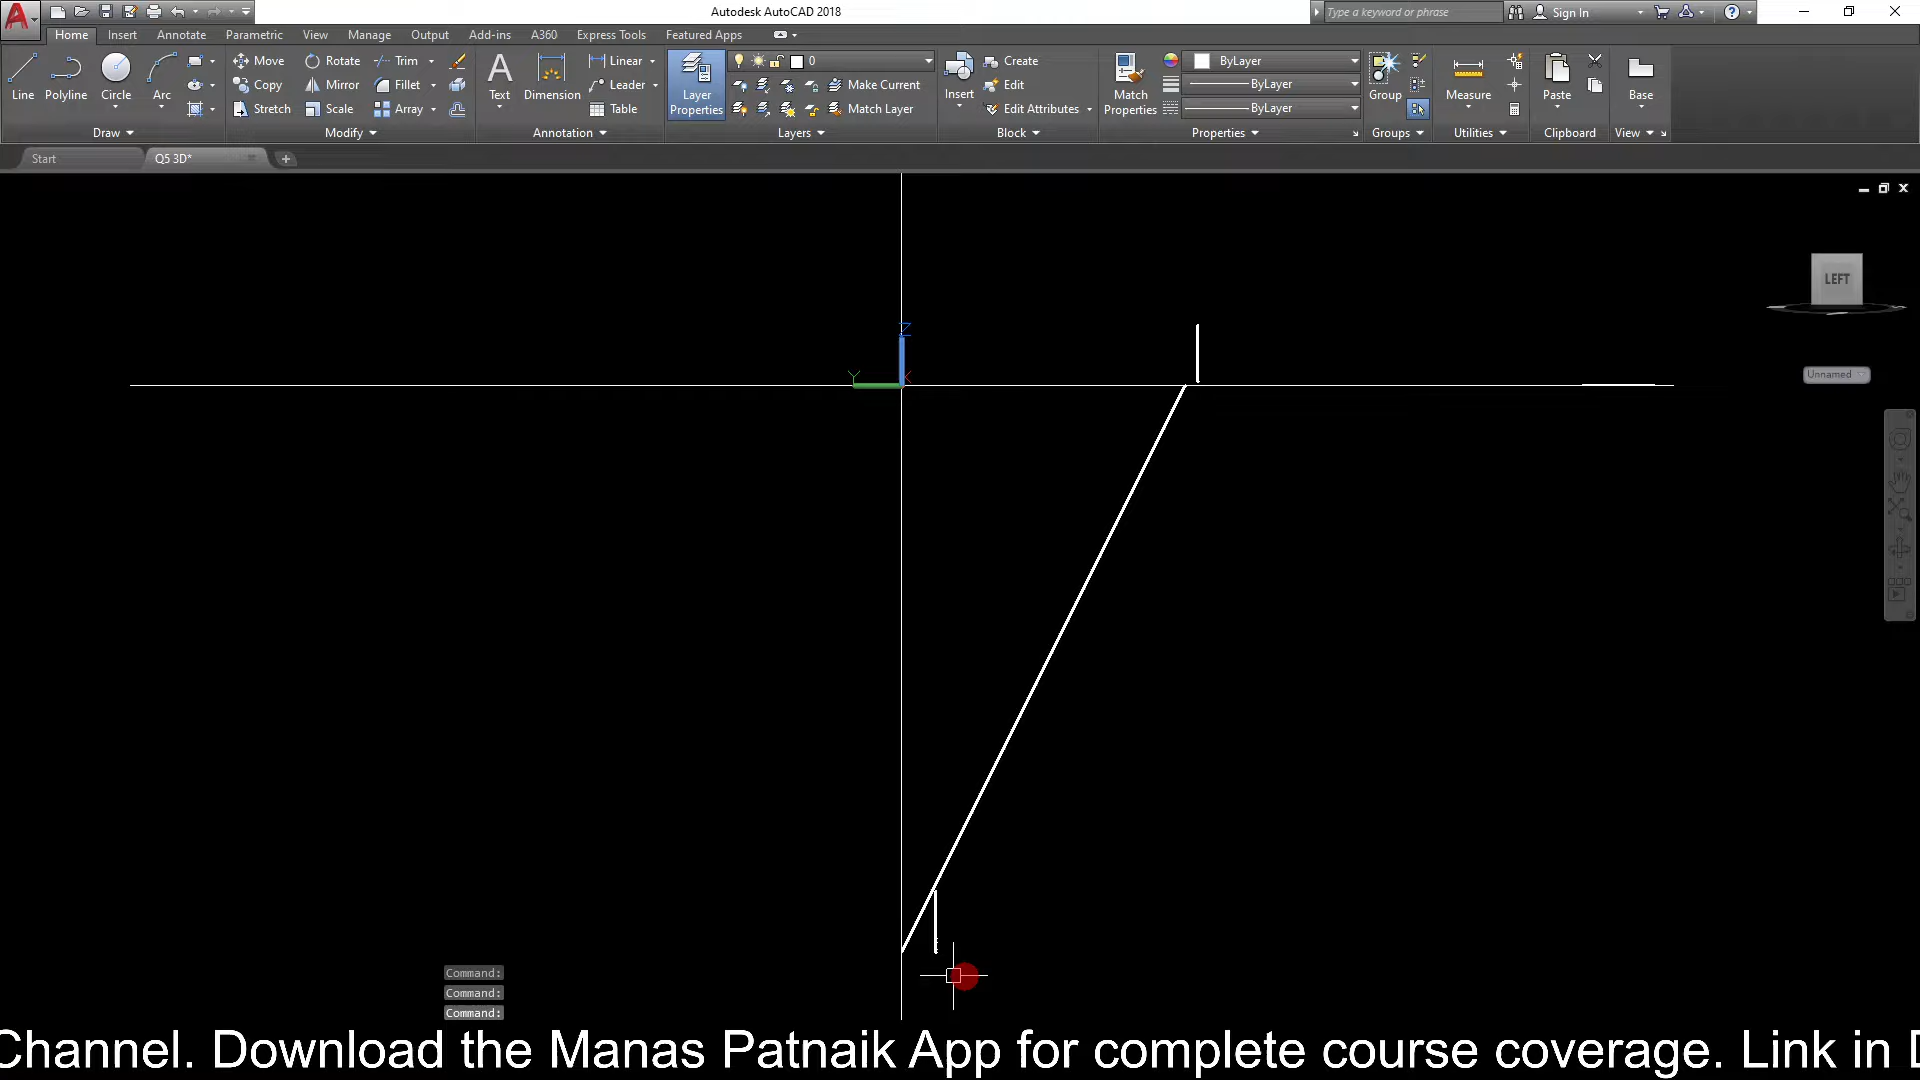 Autodesk AutoCAD 2018
Type a keyword or phrase
Sign In
Home Insert Annotate Parametric View Manage Output Add-ins A360 Express Tools Featured Apps
Line Polyline Circle Arc
Draw
Move Rotate Trim
Copy Mirror Fillet
Stretch Scale Array
Modify
Text Dimension
Linear
Leader
Table
Annotation
Layer Properties
0
Make Current
Match Layer
Layers
Insert
Create
Edit
Edit Attributes
Block
Match Properties
ByLayer
ByLayer
ByLayer
Properties
Group
Groups
Measure
Utilities
Paste
Clipboard
Base
View
Start
Q5 3D*
LEFT
Unnamed
Z
Y
X
Command:
Command:
Command:
Channel. Download the Manas Patnaik App for complete course coverage. Link in D